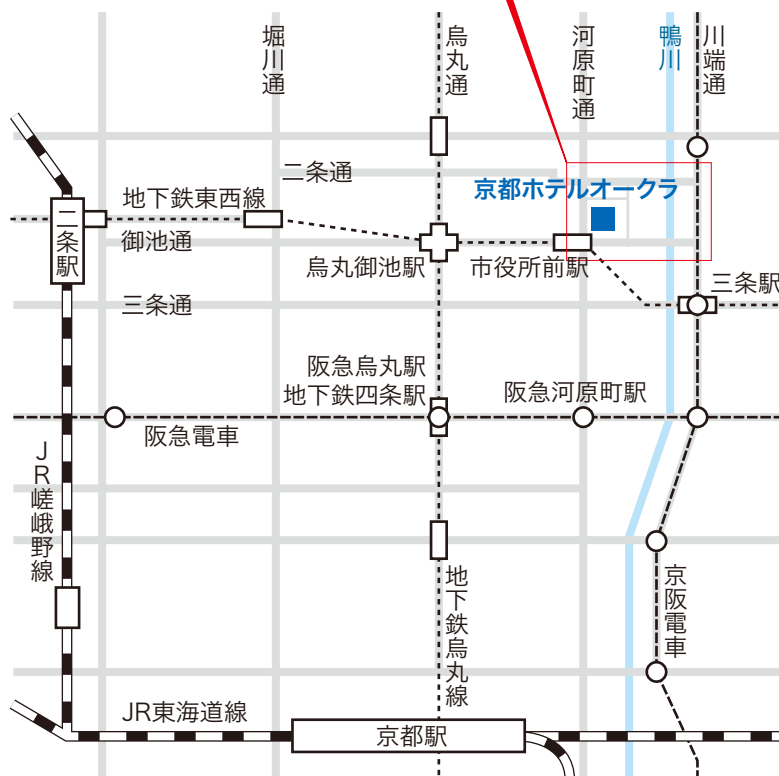 堀川通
烏丸通
河原町通
鴨川
川端通
二条通
京都ホテルオークラ
地下鉄東西線
二条駅
御池通
烏丸御池駅
市役所前駅
三条通
三条駅
阪急烏丸駅
地下鉄四条駅
阪急河原町駅
阪急電車
JR嵯峨野線
地下鉄烏丸線
京阪電車
JR東海道線
京都駅